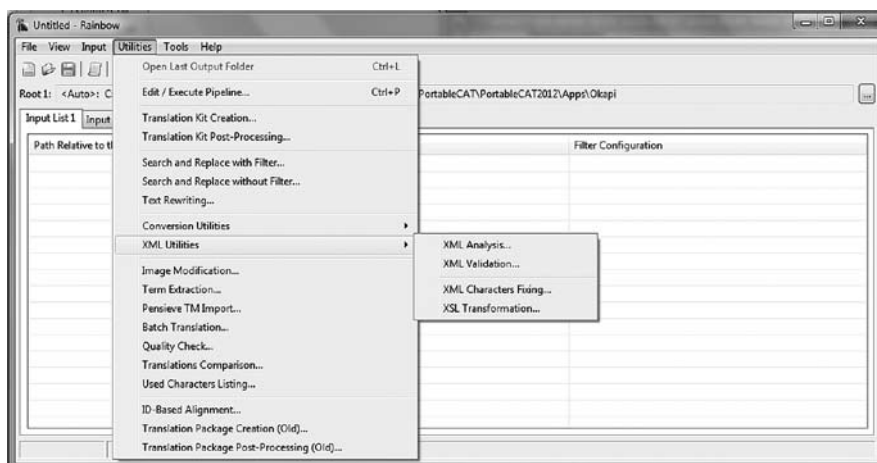 Untitled - Rainbow
File View Input Utilities Tools Help
Root 1: <Auto>: C PortableCAT\PortableCAT2012\Apps\Okapi ...
Input List 1 Input
Path Relative to th Filter Configuration
Open Last Output Folder Ctrl+L
Edit / Execute Pipeline... Ctrl+P
Translation Kit Creation...
Translation Kit Post-Processing...
Search and Replace with Filter...
Search and Replace without Filter...
Text Rewriting...
Conversion Utilities
XML Utilities
Image Modification...
Term Extraction...
Pensieve TM Import...
Batch Translation...
Quality Check...
Translations Comparison...
Used Characters Listing...
ID-Based Alignment...
Translation Package Creation (Old)...
Translation Package Post-Processing (Old)...
XML Analysis...
XML Validation...
XML Characters Fixing...
XSL Transformation...